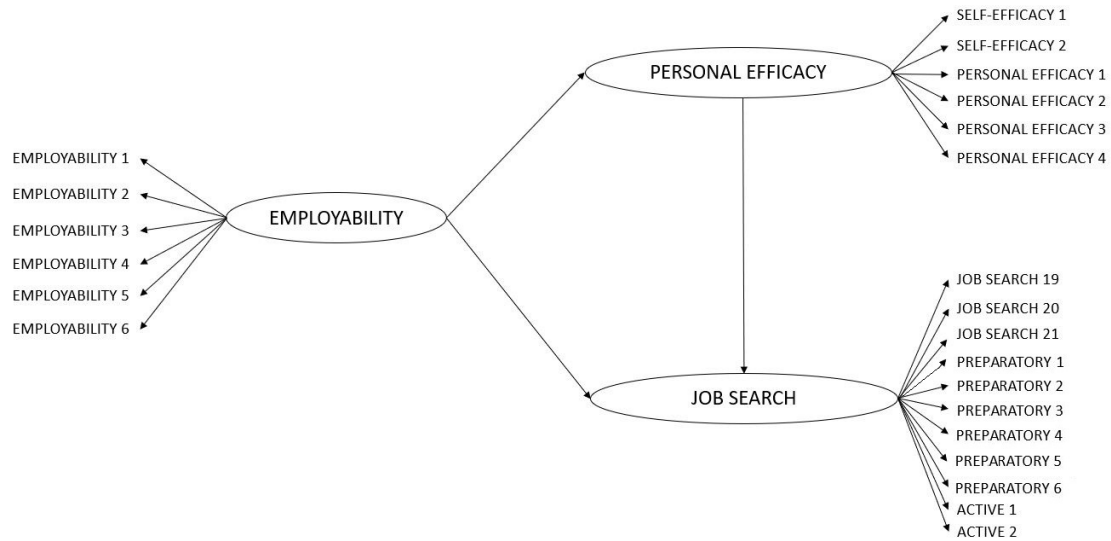 SELF-EFFICACY 1
SELF-EFFICACY 2
PERSONAL EFFICACY
PERSONAL EFFICACY 1
PERSONAL EFFICACY 2
PERSONAL EFFICACY 3
PERSONAL EFFICACY 4
EMPLOYABILITY 1
EMPLOYABILITY 2
EMPLOYABILITY
EMPLOYABILITY 3
EMPLOYABILITY 4
EMPLOYABILITY 5
EMPLOYABILITY 6
JOB SEARCH 19
JOB SEARCH 20
JOB SEARCH 21
PREPARATORY 1
PREPARATORY 2
JOB SEARCH
PREPARATORY 3
PREPARATORY 4
PREPARATORY 5
PREPARATORY 6
ACTIVE 1
ACTIVE 2